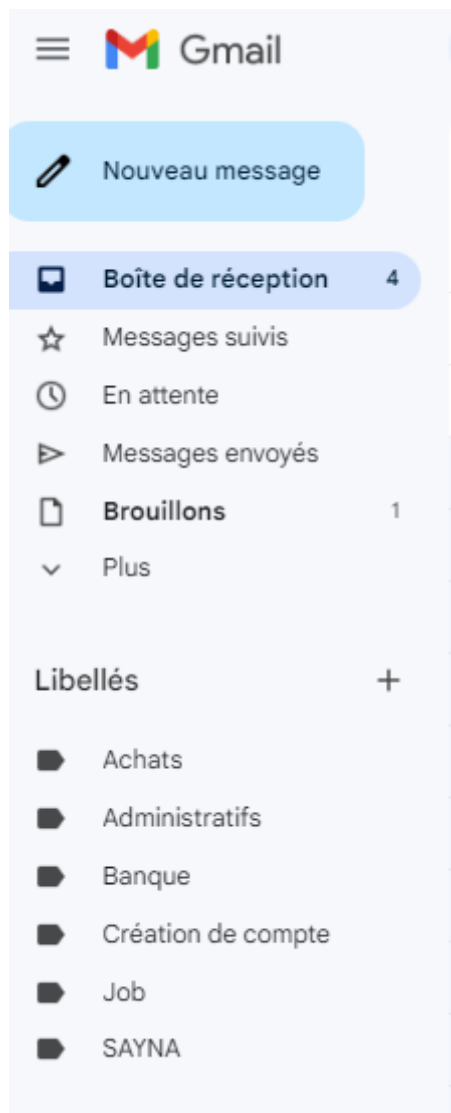 Gmail
Nouveau message
Boîte de réception 4
Messages suivis
En attente
Messages envoyés
Brouillons 1
Plus
Libellés +
Achats
Administratifs
Banque
Création de compte
Job
SAYNA